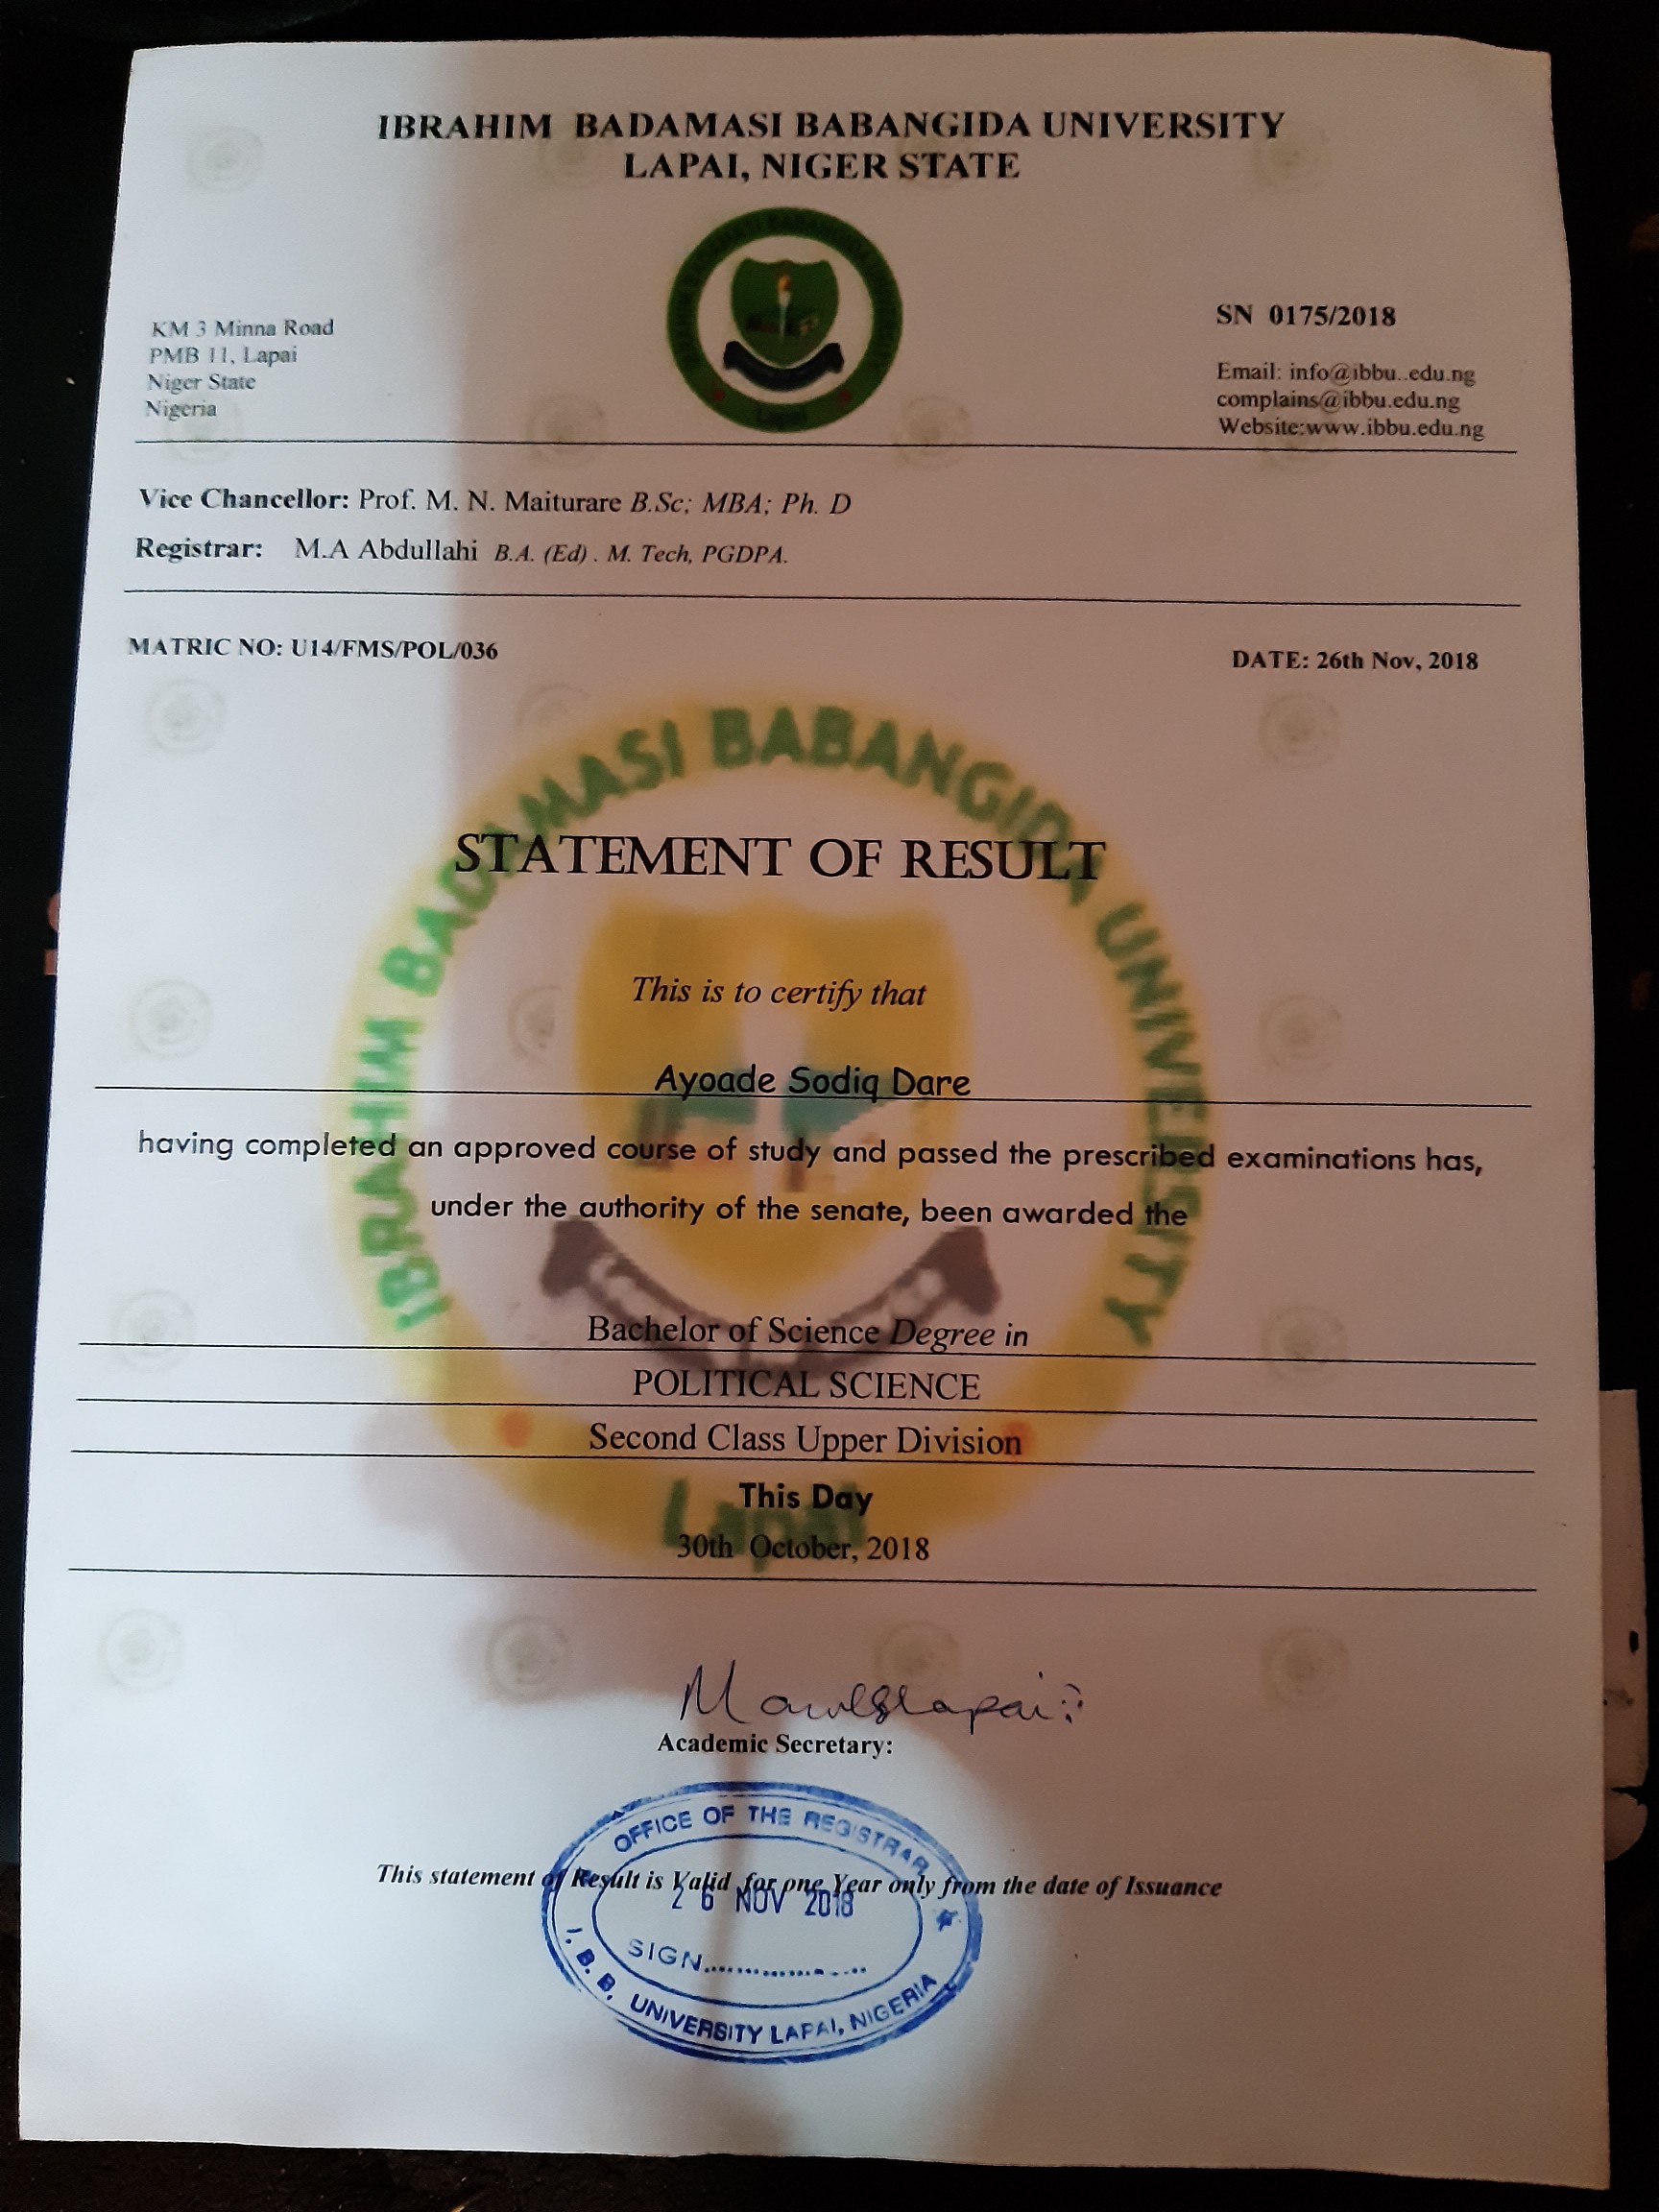 IBRAHIM BADAMASI BABANGIDA UNIVERSITY
LAPAI, NIGER STATE
Lapai
KM 3 Minna Road
PMB 11, Lapai
Niger State
Nigeria
SN 0175/2018
Email: info@ibbu..edu.ng
complains@ibbu.edu.ng
Website:www.ibbu.edu.ng
Vice Chancellor: Prof. M. N. Maiturare B.Sc; MBA; Ph. D
Registrar: M.A Abdullahi B.A. (Ed) . M. Tech, PGDPA.
MATRIC NO: U14/FMS/POL/036
DATE: 26th Nov, 2018
IBRAHIM BADAMASI BABANGIDA UNIVERSITY
STATEMENT OF RESULT
This is to certify that
Ayoade Sodiq Dare
having completed an approved course of study and passed the prescribed examinations has,
under the authority of the senate, been awarded the
Bachelor of Science Degree in
POLITICAL SCIENCE
Second Class Upper Division
This Day
Lapai
30th October, 2018
Academic Secretary:
OFFICE OF THE REGISTRAR
This statement of Result is Valid for one Year only from the date of Issuance
26 NOV 2018
SIGN..................
I. B. B. UNIVERSITY LAPAI, NIGERIA